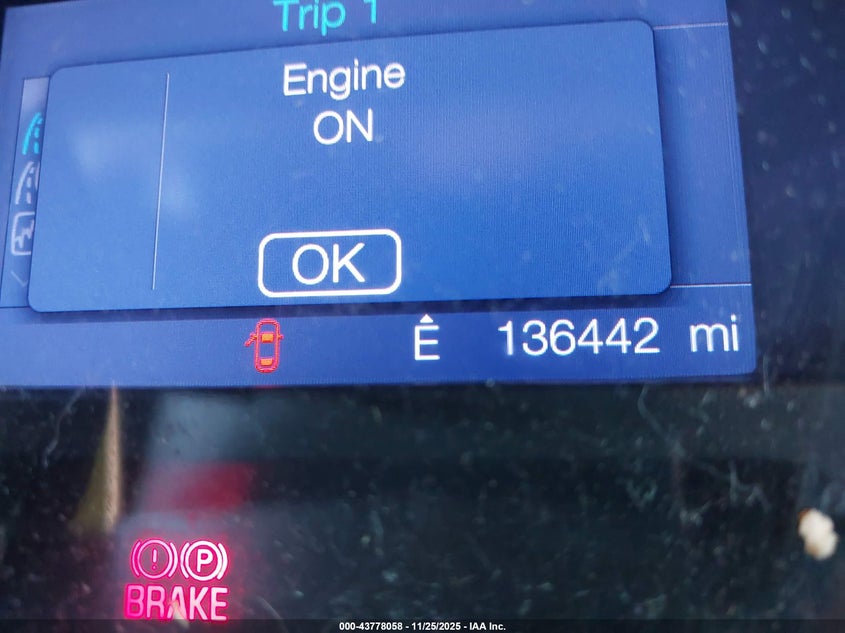 Trip 1
Engine
ON
OK
E 136442 mi
(!) (P)
BRAKE
000-43778058 - 11/25/2025 - IAA Inc.